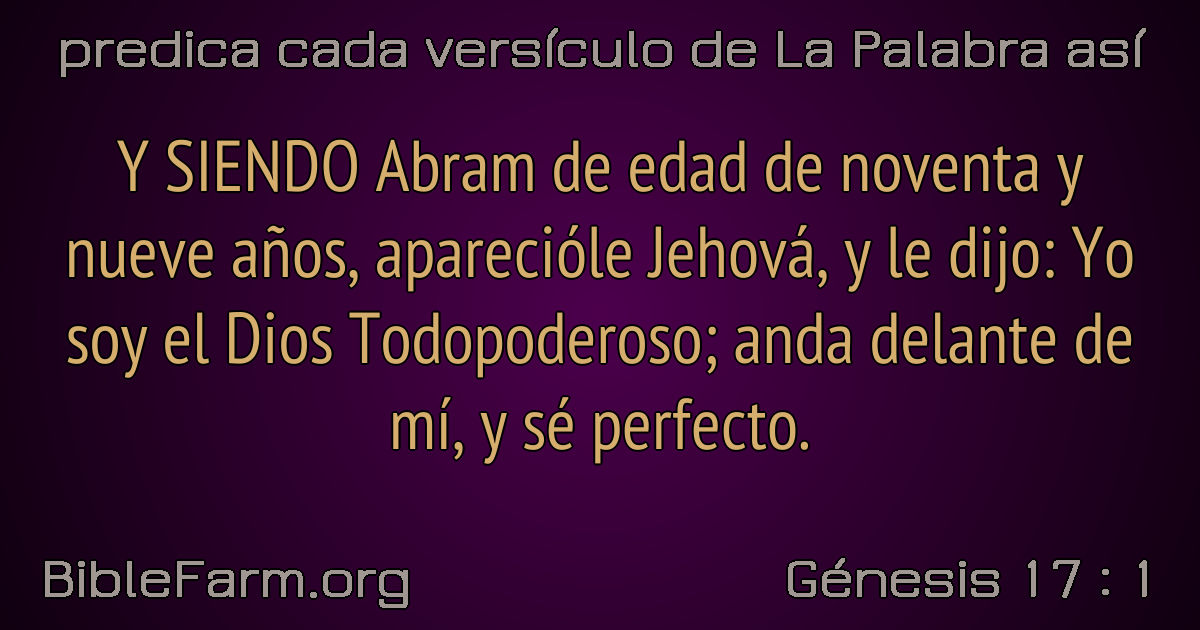 predica cada versículo de La Palabra así
Y SIENDO Abram de edad de noventa y
nueve años, aparecióle Jehová, y le dijo: Yo
soy el Dios Todopoderoso; anda delante de
mí, y sé perfecto.
BibleFarm.org
Génesis 17 : 1